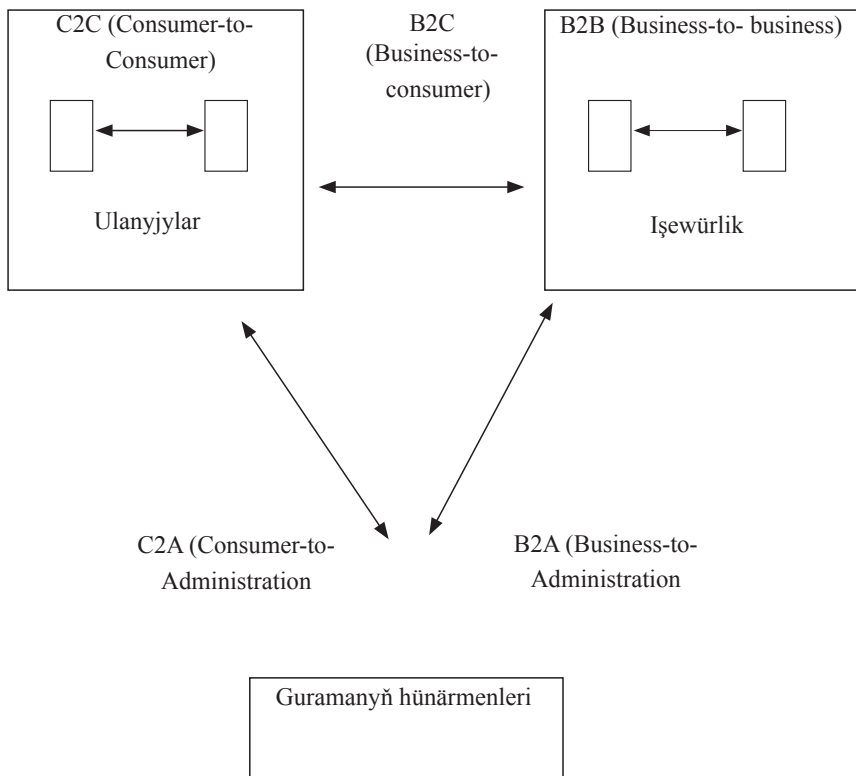 C2C (Consumer-to-
Consumer)
B2C
(Business-to-
consumer)
B2B (Business-to- business)
Ulanyjylar
Işewürlik
C2A (Consumer-to-
Administration
B2A (Business-to-
Administration
Guramanyň hünärmenleri